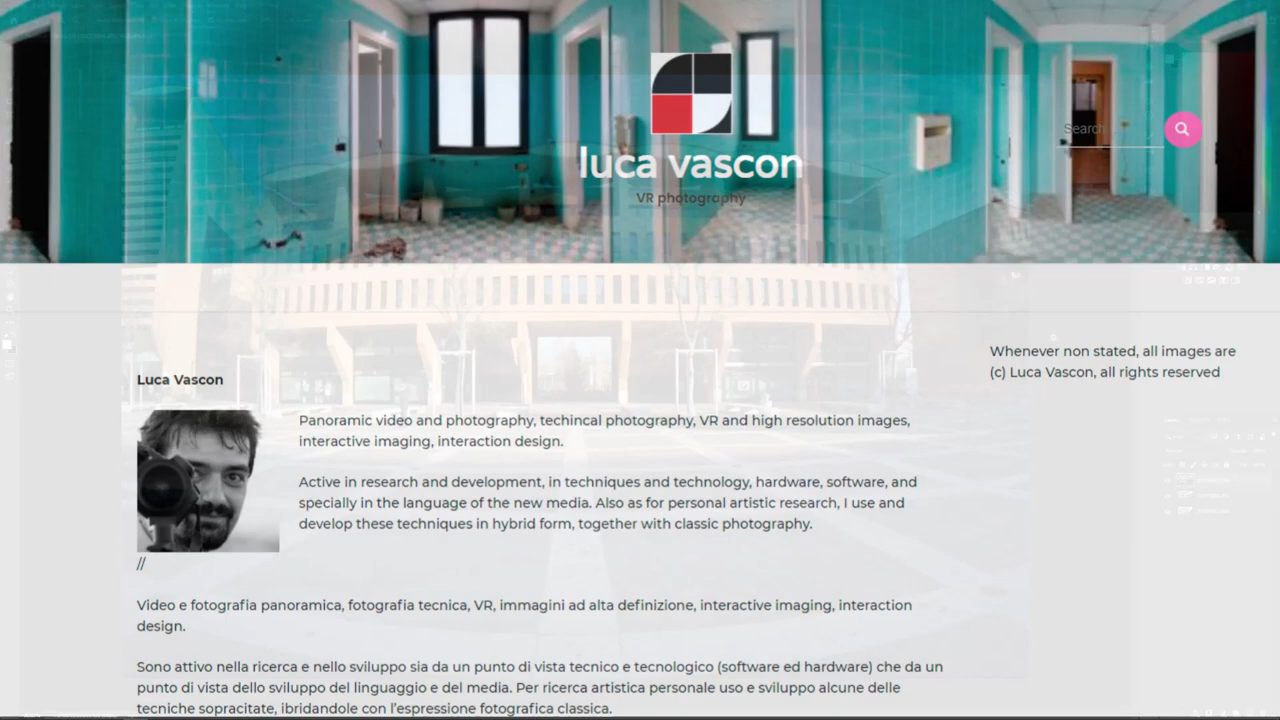 luca vascon
VR photography
Search
Whenever non stated, all images are
(c) Luca Vascon, all rights reserved
Luca Vascon
Panoramic video and photography, techincal photography, VR and high resolution images,
interactive imaging, interaction design.
Active in research and development, in techniques and technology, hardware, software, and
specially in the language of the new media. Also as for personal artistic research, I use and
develop these techniques in hybrid form, together with classic photography.
//
Video e fotografia panoramica, fotografia tecnica, VR, immagini ad alta definizione, interactive imaging, interaction
design.
Sono attivo nella ricerca e nello sviluppo sia da un punto di vista tecnico e tecnologico (software ed hardware) che da un
punto di vista dello sviluppo del linguaggio e del media. Per ricerca artistica personale uso e sviluppo alcune delle
tecniche sopracitate, ibridandole con l'espressione fotografica classica.